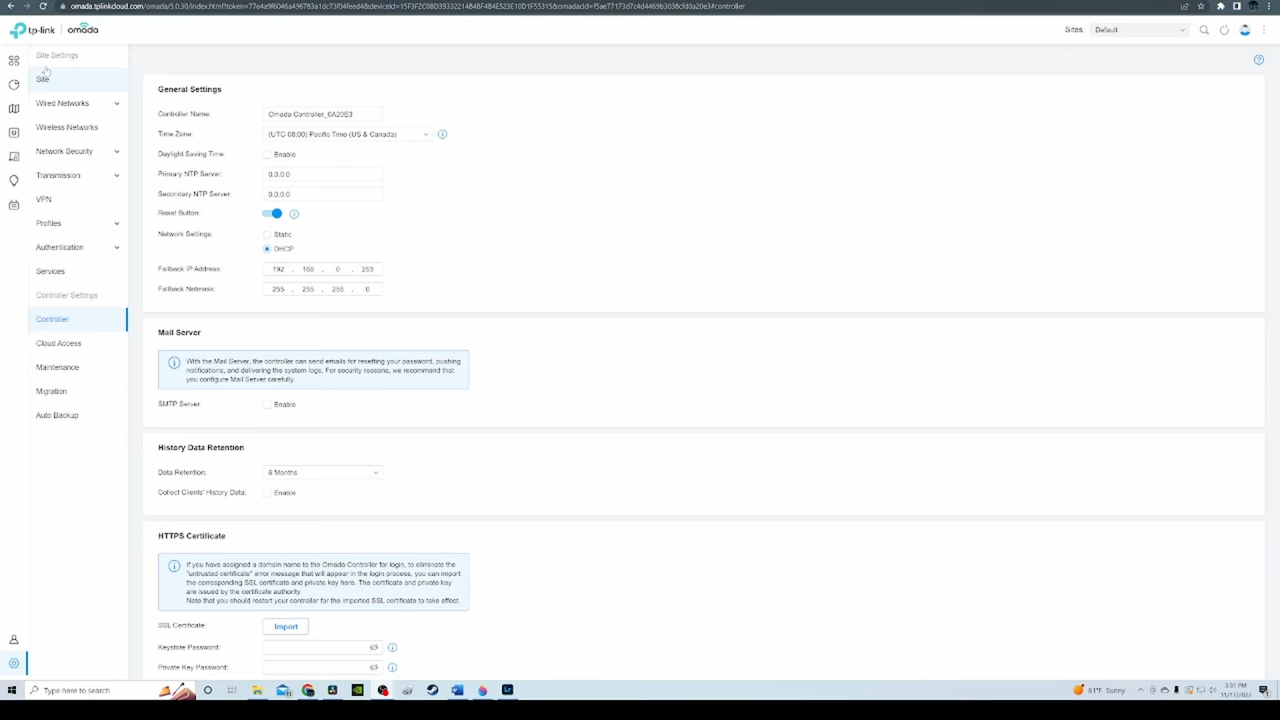 tp-link | omada
Sites: Default
Site Settings
Site
Wired Networks
Wireless Networks
Network Security
Transmission
VPN
Profiles
Authentication
Services
Controller Settings
Controller
Cloud Access
Maintenance
Migration
Auto Backup
General Settings
Controller Name: Omada Controller_0A20E3
Time Zone: (UTC-08:00) Pacific Time (US & Canada)
Daylight Saving Time: Enable
Primary NTP Server: 0.0.0.0
Secondary NTP Server: 0.0.0.0
Reset Button:
Network Settings: Static
DHCP
Fallback IP Address: 192 . 168 . 0 . 253
Fallback Netmask: 255 . 255 . 255 . 0
Mail Server
With the Mail Server, the controller can send emails for resetting your password, pushing
notifications, and delivering the system logs. For security reasons, we recommend that
you configure Mail Server carefully.
SMTP Server: Enable
History Data Retention
Data Retention: 6 Months
Collect Clients' History Data: Enable
HTTPS Certificate
If you have assigned a domain name to the Omada Controller for login, to eliminate the
"untrusted certificate" error message that will appear in the login process, you can import
the corresponding SSL certificate and private key here. The certificate and private key
are issued by the certificate authority.
Note that you should restart your controller for the imported SSL certificate to take effect.
SSL Certificate: Import
Keystore Password:
Private Key Password:
Type here to search
61°F Sunny
3:31 PM